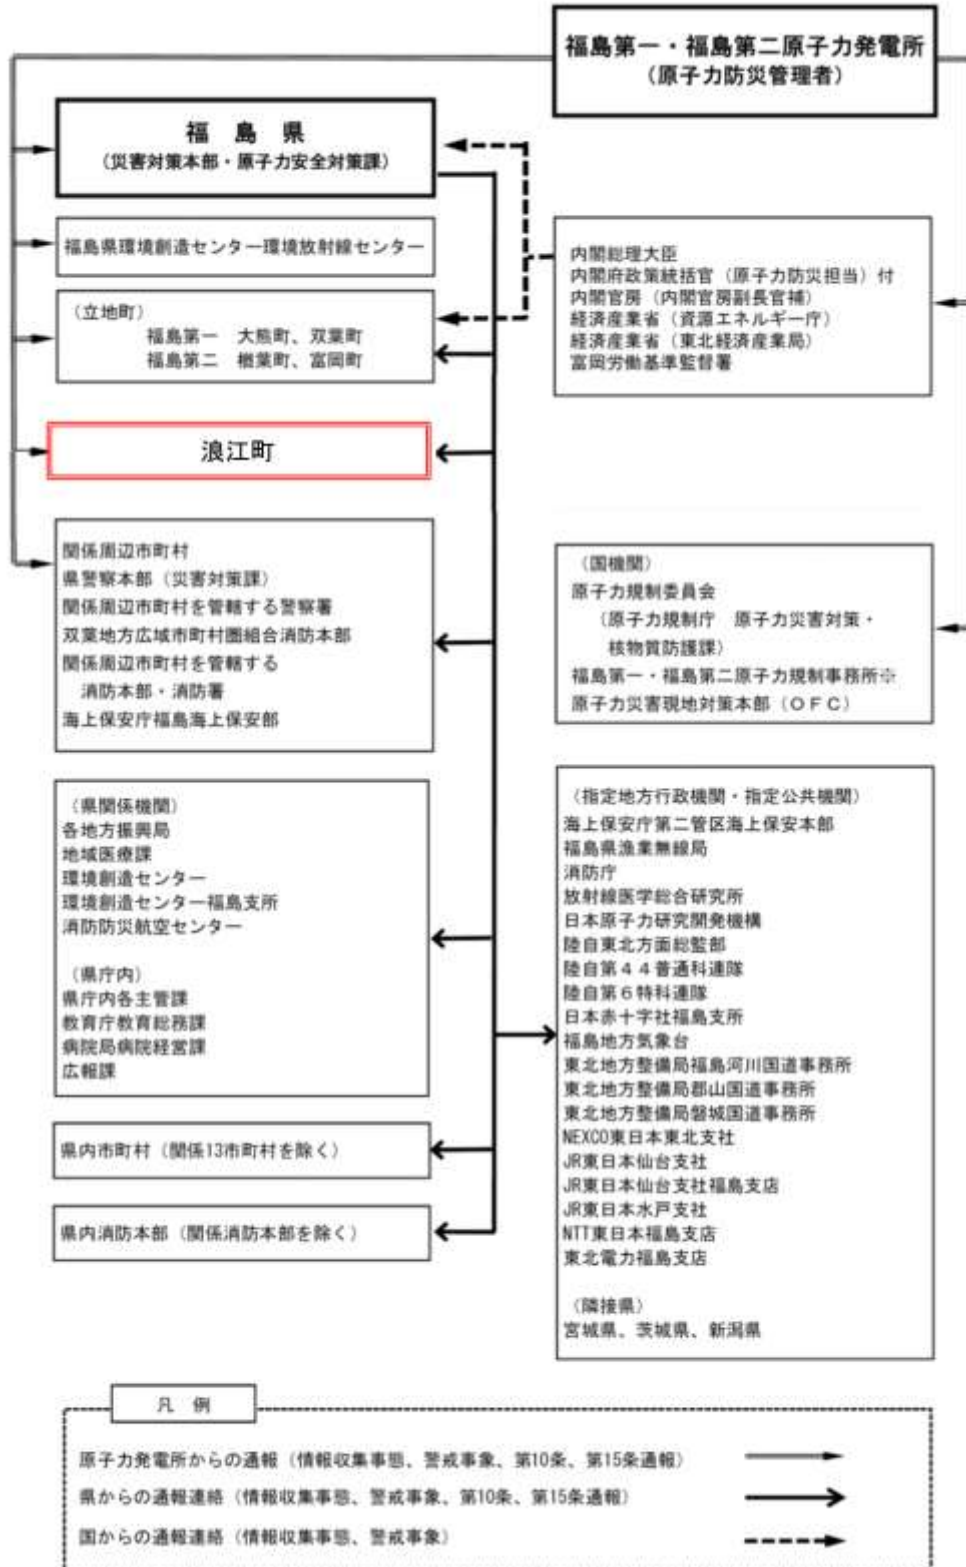 福島第一・福島第二原子力発電所
（原子力防災管理者）
福 島 県
（災害対策本部・原子力安全対策課）
福島県環境創造センター環境放射線センター
（立地町）
福島第一 大熊町、双葉町
福島第二 楢葉町、富岡町
浪江町
関係周辺市町村
県警察本部（災害対策課）
関係周辺市町村を管轄する警察署
双葉地方広域市町村圏組合消防本部
関係周辺市町村を管轄する
消防本部・消防署
海上保安庁福島海上保安部
（県関係機関）
各地方振興局
地域医療課
環境創造センター
環境創造センター福島支所
消防防災航空センター
（県庁内）
県庁内各主管課
教育庁教育総務課
病院局病院経営課
広報課
県内市町村（関係13市町村を除く）
県内消防本部（関係消防本部を除く）
内閣総理大臣
内閣府政策統括官（原子力防災担当）付
内閣官房（内閣官房副長官補）
経済産業省（資源エネルギー庁）
経済産業省（東北経済産業局）
富岡労働基準監督署
（国機関）
原子力規制委員会
（原子力規制庁 原子力災害対策・
核物質防護課）
福島第一・福島第二原子力規制事務所※
原子力災害現地対策本部（ＯＦＣ）
（指定地方行政機関・指定公共機関）
海上保安庁第二管区海上保安本部
福島県漁業無線局
消防庁
放射線医学総合研究所
日本原子力研究開発機構
陸自東北方面総監部
陸自第４４普通科連隊
陸自第６特科連隊
日本赤十字社福島支所
福島地方気象台
東北地方整備局福島河川国道事務所
東北地方整備局郡山国道事務所
東北地方整備局磐城国道事務所
NEXCO東日本東北支社
JR東日本仙台支社
JR東日本仙台支社福島支店
JR東日本水戸支社
NTT東日本福島支店
東北電力福島支店
（隣接県）
宮城県、茨城県、新潟県
凡 例
原子力発電所からの通報（情報収集事態、警戒事象、第10条、第15条通報）
県からの通報連絡（情報収集事態、警戒事象、第10条、第15条通報）
国からの通報連絡（情報収集事態、警戒事象）